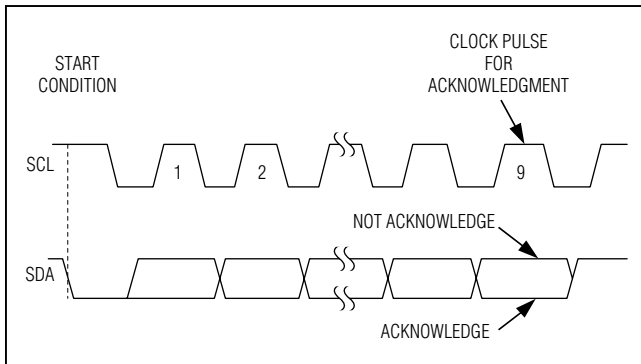 START
CONDITION
CLOCK PULSE
FOR
ACKNOWLEDGMENT
SCL
1
2
9
NOT ACKNOWLEDGE
SDA
ACKNOWLEDGE